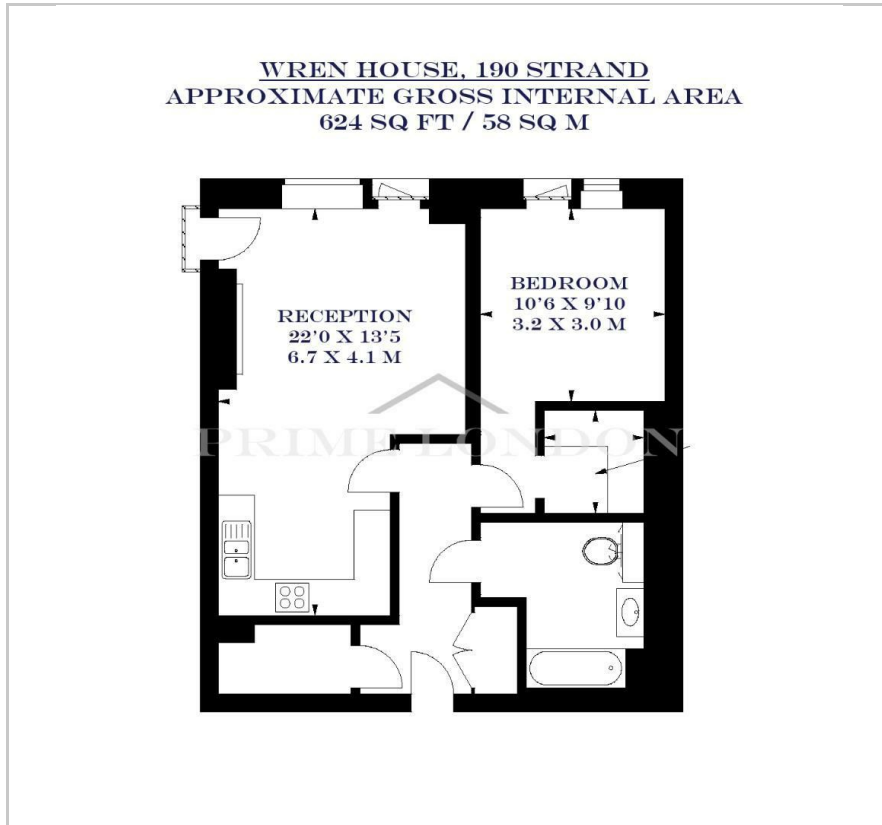 WREN HOUSE, 190 STRAND
APPROXIMATE GROSS INTERNAL AREA
624 SQ FT / 58 SQ M
BEDROOM
10'6 X 9'10
3.2 X 3.0 M
RECEPTION
22'0 X 13'5
6.7 X 4.1 M
PRIME LONDON